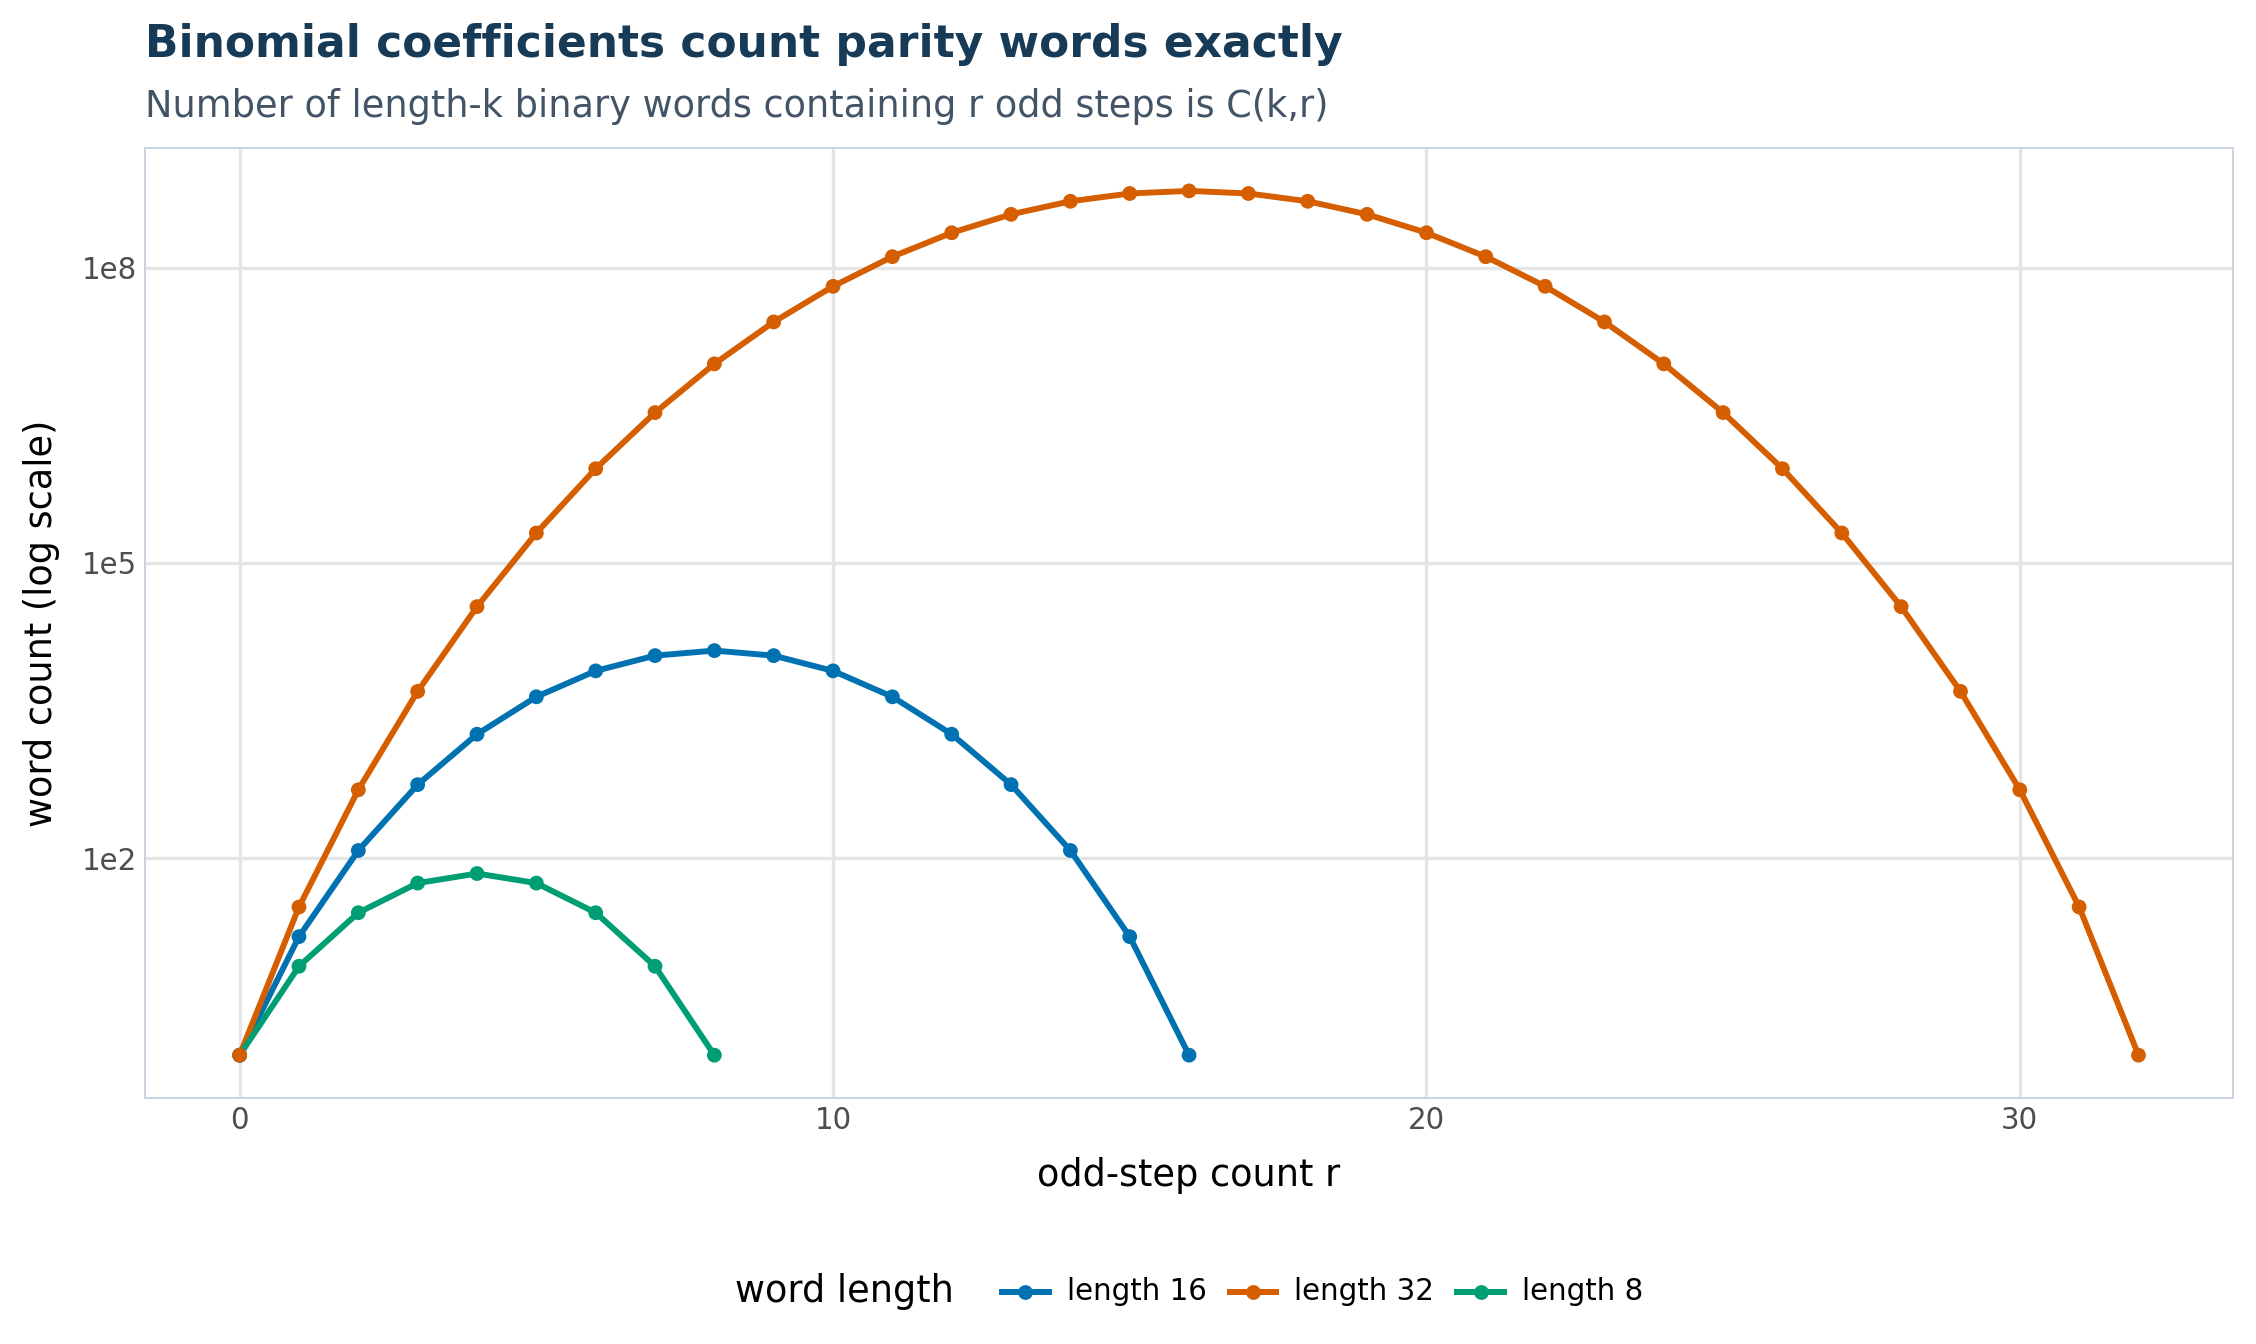 Binomial coefficients count parity words exactly
Number of length-k binary words containing r odd steps is C(k,r)
word count (log scale)
1e8
1e5
1e2
0 10 20 30
odd-step count r
word length length 16 length 32 length 8